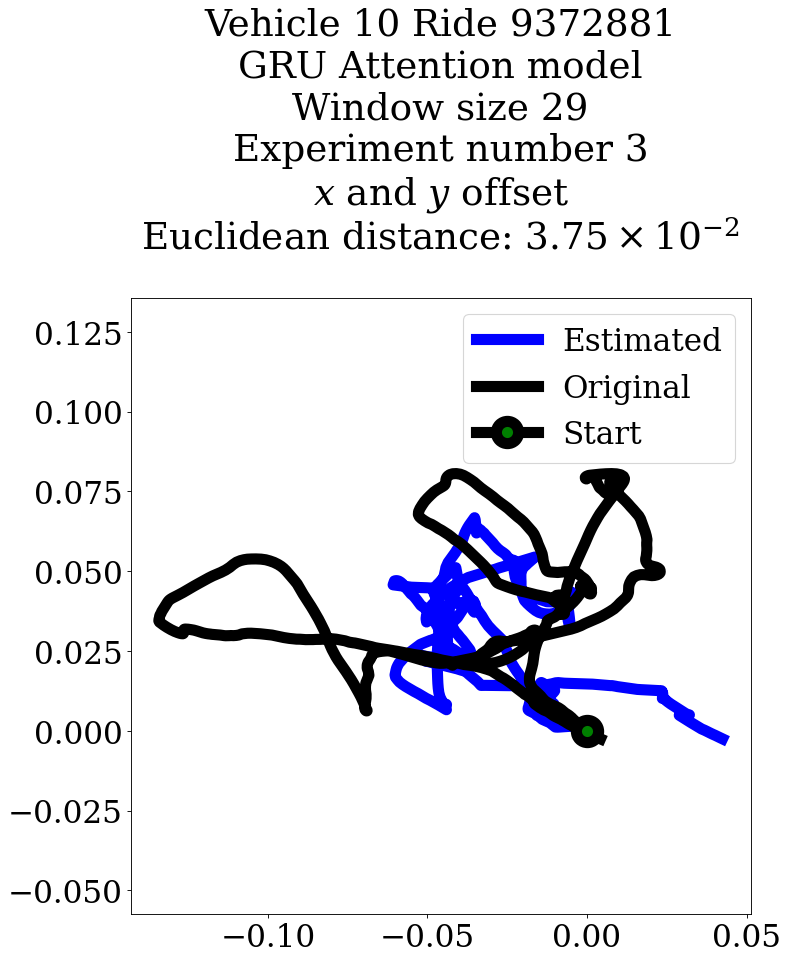 Vehicle 10 Ride 9372881
GRU Attention model
Window size 29
Experiment number 3
x and y offset
Euclidean distance: 3.75 × 10⁻²
Estimated
Original
Start
0.125
0.100
0.075
0.050
0.025
0.000
−0.025
−0.050
−0.10 −0.05 0.00 0.05